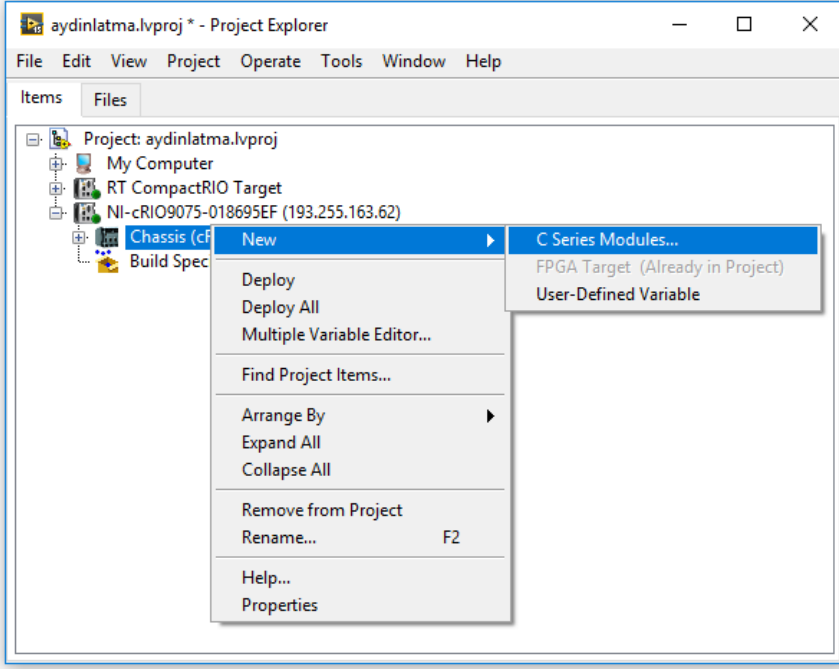 aydinlatma.lvproj * - Project Explorer
File Edit View Project Operate Tools Window Help
Items Files
Project: aydinlatma.lvproj
My Computer
RT CompactRIO Target
NI-cRIO9075-018695EF (193.255.163.62)
Chassis (cR
Build Spec
New
Deploy
Deploy All
Multiple Variable Editor...
Find Project Items...
Arrange By
Expand All
Collapse All
Remove from Project
Rename... F2
Help...
Properties
C Series Modules...
FPGA Target (Already in Project)
User-Defined Variable